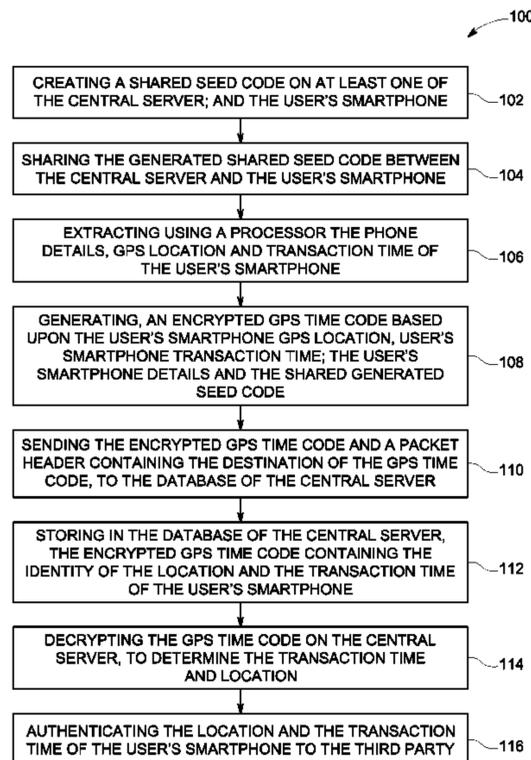 100
CREATING A SHARED SEED CODE ON AT LEAST ONE OF
THE CENTRAL SERVER; AND THE USER'S SMARTPHONE
102
SHARING THE GENERATED SHARED SEED CODE BETWEEN
THE CENTRAL SERVER AND THE USER'S SMARTPHONE
104
EXTRACTING USING A PROCESSOR THE PHONE
DETAILS, GPS LOCATION AND TRANSACTION TIME OF
THE USER'S SMARTPHONE
106
GENERATING, AN ENCRYPTED GPS TIME CODE BASED
UPON THE USER'S SMARTPHONE GPS LOCATION, USER'S
SMARTPHONE TRANSACTION TIME; THE USER'S
SMARTPHONE DETAILS AND THE SHARED GENERATED
SEED CODE
108
SENDING THE ENCRYPTED GPS TIME CODE AND A PACKET
HEADER CONTAINING THE DESTINATION OF THE GPS TIME
CODE, TO THE DATABASE OF THE CENTRAL SERVER
110
STORING IN THE DATABASE OF THE CENTRAL SERVER,
THE ENCRYPTED GPS TIME CODE CONTAINING THE
IDENTITY OF THE LOCATION AND THE TRANSACTION TIME
OF THE USER'S SMARTPHONE
112
DECRYPTING THE GPS TIME CODE ON THE CENTRAL
SERVER, TO DETERMINE THE TRANSACTION TIME
AND LOCATION
114
AUTHENTICATING THE LOCATION AND THE TRANSACTION
TIME OF THE USER'S SMARTPHONE TO THE THIRD PARTY
116